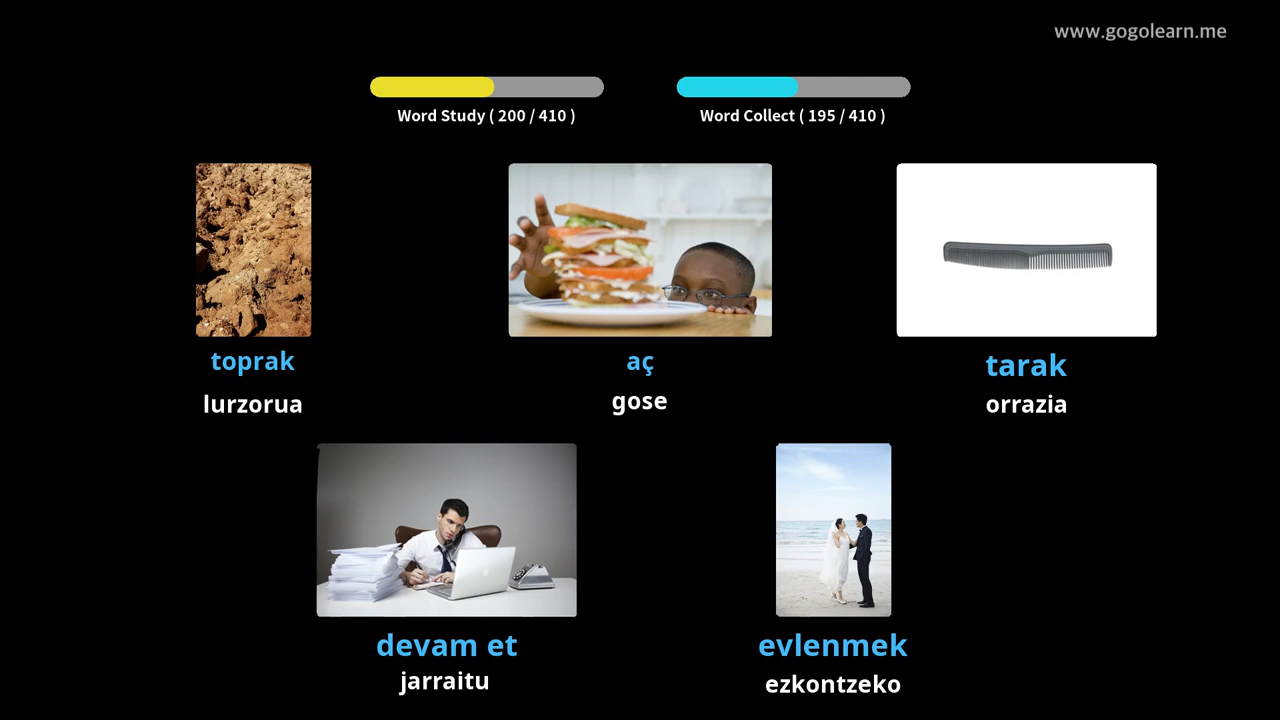 www.gogolearn.me
Word Study ( 200 / 410 )
Word Collect ( 195 / 410 )
toprak
lurzorua
aç
gose
tarak
orrazia
devam et
jarraitu
evlenmek
ezkontzeko